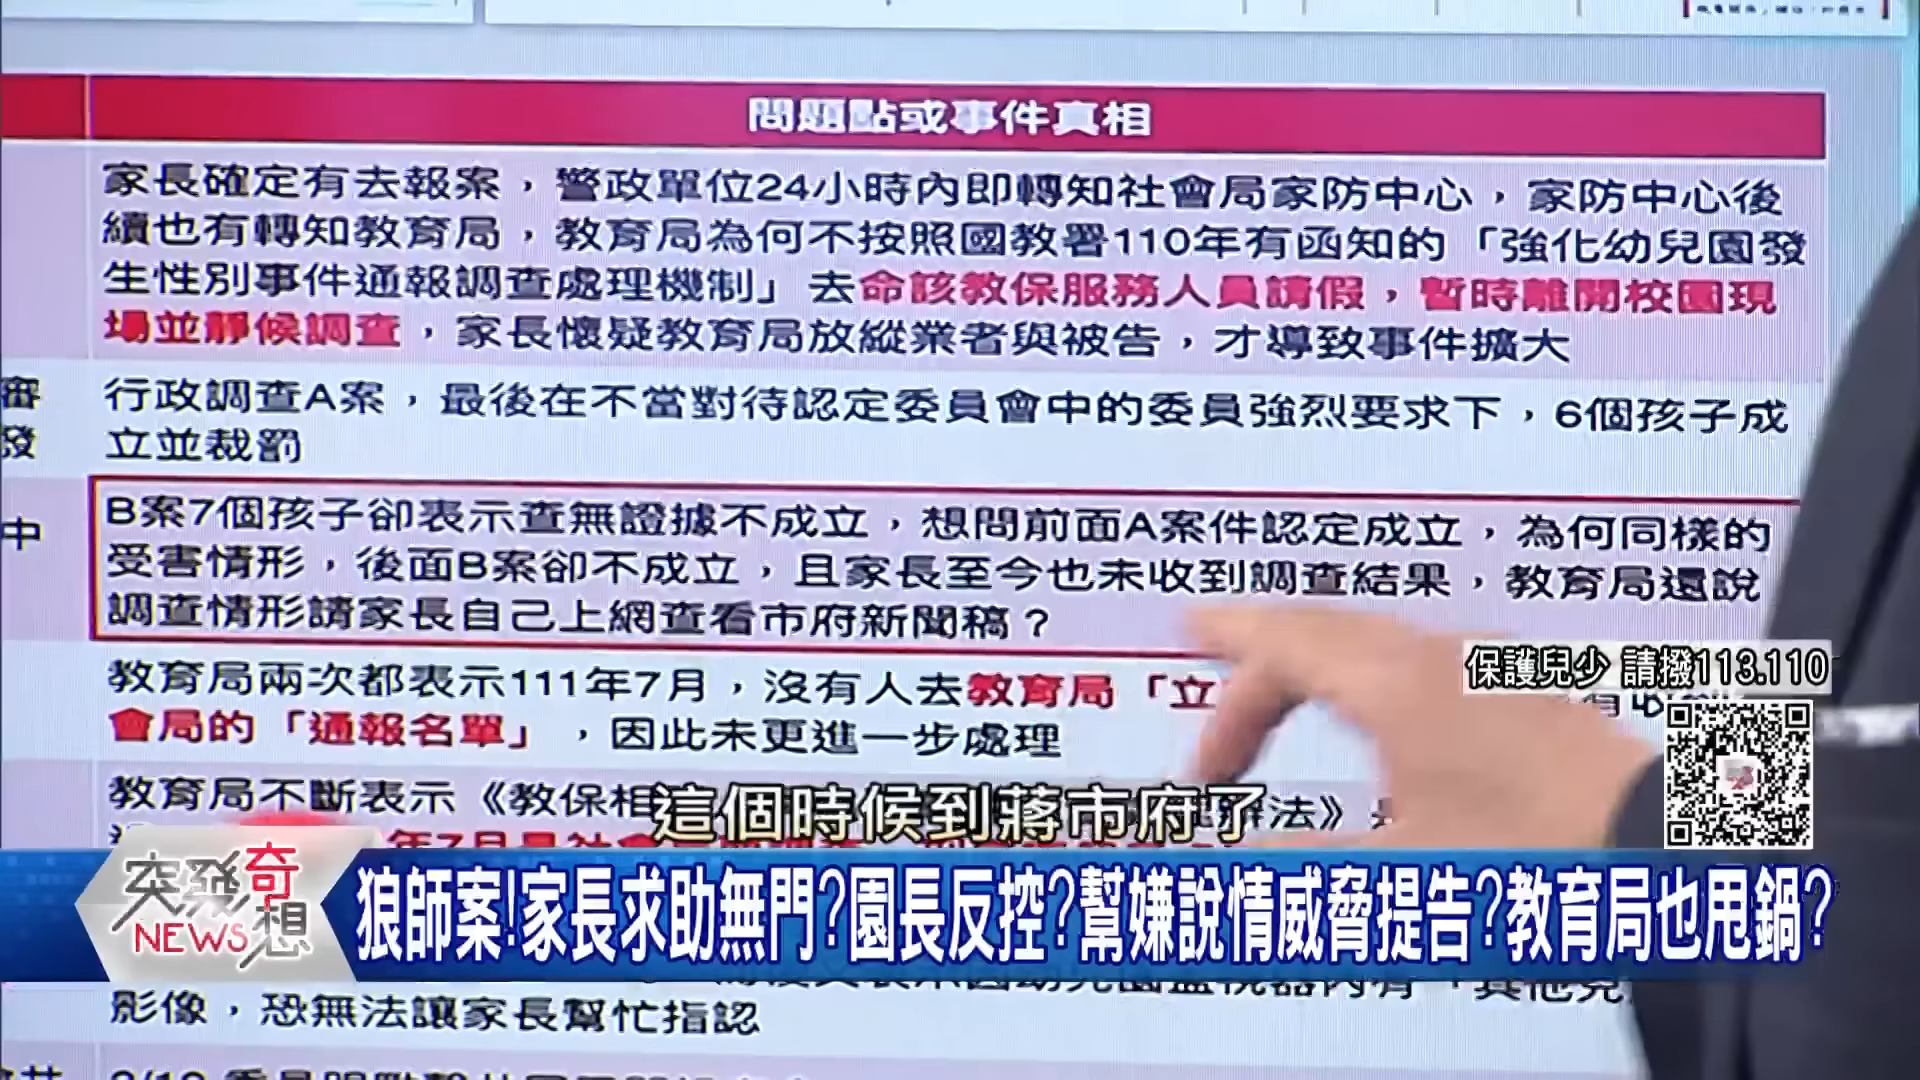 問題點或事件真相
家長確定有去報案，警政單位24小時內即轉知社會局家防中心，家防中心後
續也有轉知教育局，教育局為何不按照國教署110年有函知的「強化幼兒園發
生性別事件通報調查處理機制」去命該教保服務人員請假，暫時離開校園現
場並靜候調查，家長懷疑教育局放縱業者與被告，才導致事件擴大
審
發
行政調查A案，最後在不當對待認定委員會中的委員強烈要求下，6個孩子成
立並裁罰
中
B案7個孩子卻表示查無證據不成立，想問前面A案件認定成立，為何同樣的
受害情形，後面B案卻不成立，且家長至今也未收到調查結果，教育局還說
調查情形請家長自己上網查看市府新聞稿？
保護兒少 請撥113.110
教育局兩次都表示111年7月，沒有人去教育局「立
會局的「通報名單」，因此未更進一步處理
教育局不斷表示《教保相
辦法》
這個時候到蔣市府了
突發奇想
NEWS
狼師案!家長求助無門?園長反控?幫嫌說情威脅提告?教育局也甩鍋?
影像，恐無法讓家長幫忙指認